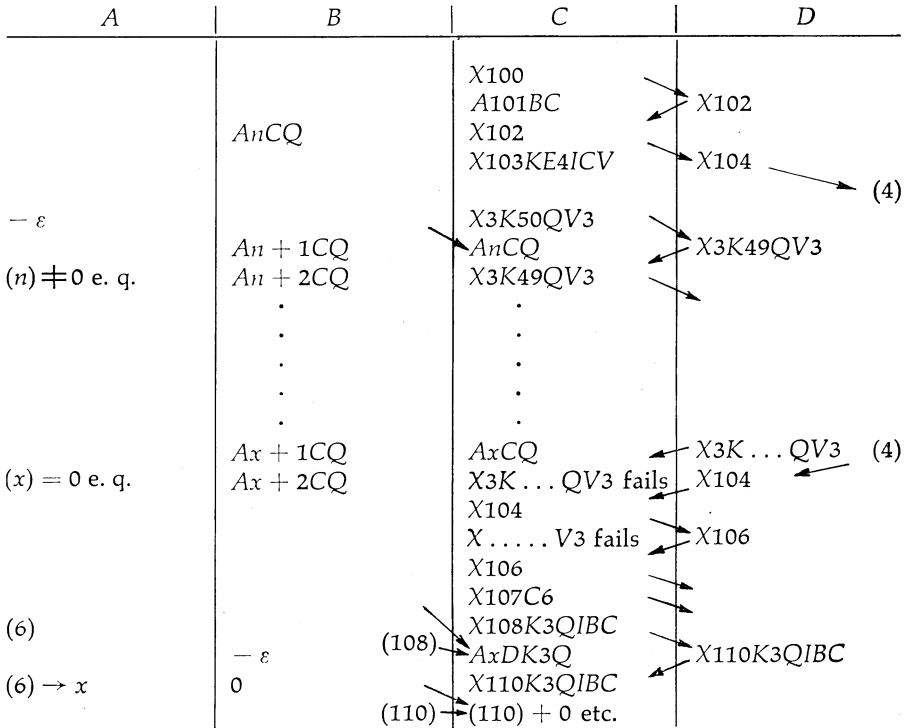 A B C D
X100
A101BC X102
AnCQ X102
X103KE4ICV X104
(4)
— ε X3K50QV3
An + 1CQ AnCQ X3K49QV3
(n) ≠ 0 e. q. An + 2CQ X3K49QV3
. .
. .
. .
. .
. .
Ax + 1CQ AxCQ X3K . . . QV3 (4)
(x) = 0 e. q. Ax + 2CQ X3K . . . QV3 fails X104
X104
X . . . . . V3 fails X106
X106
X107C6
(6) X108K3QIBC
— ε (108) AxDK3Q X110K3QIBC
(6) → x 0 X110K3QIBC
(110) (110) + 0 etc.